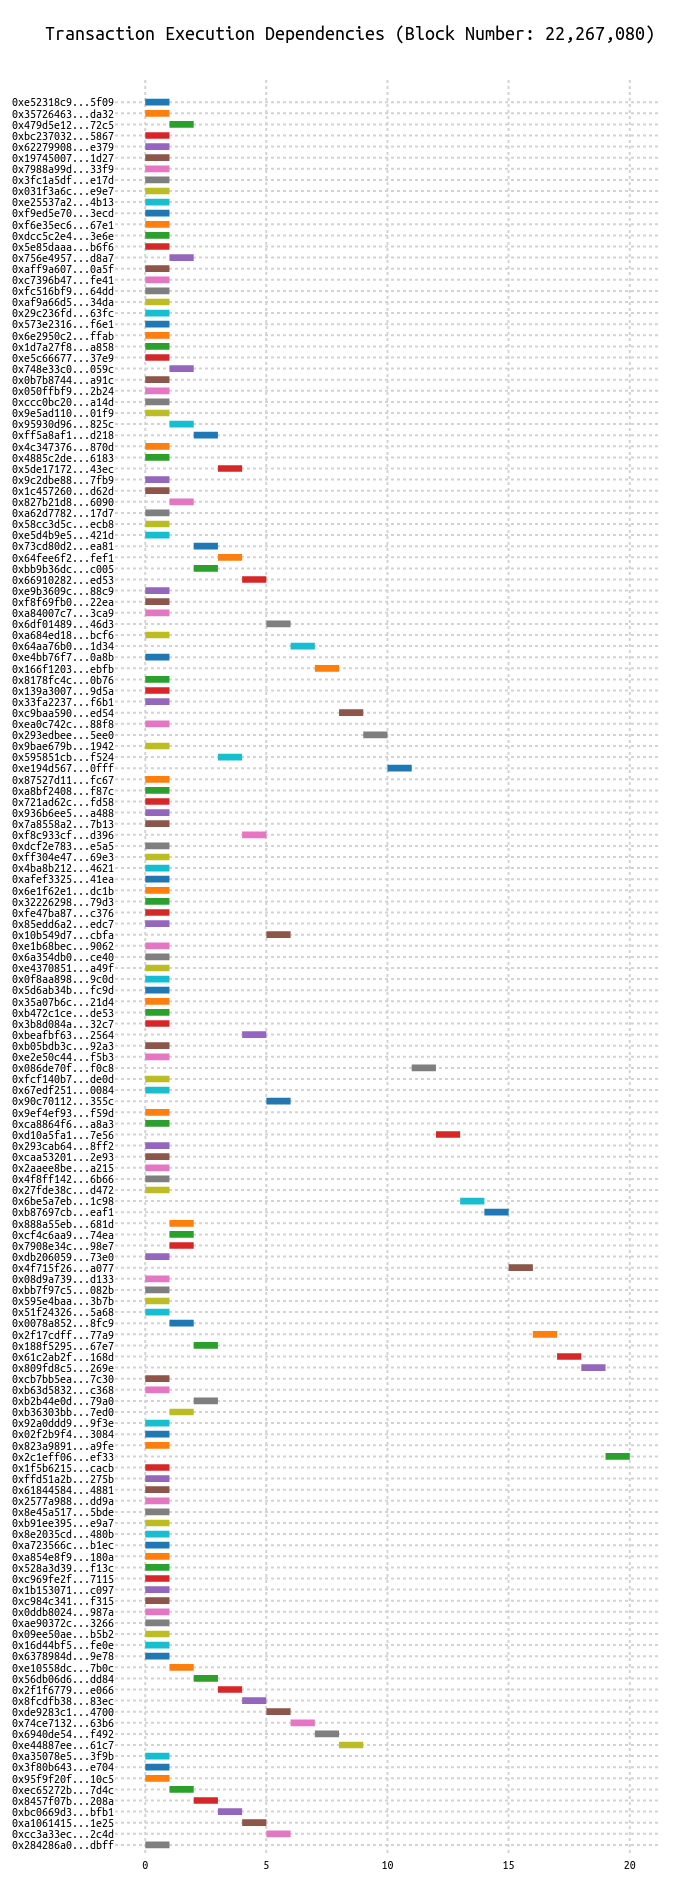 Transaction Execution Dependencies (Block Number: 22,267,080)
0xe52318c9...5f09
0x35726463...da32
0x479d5e12...72c5
0xbc237032...5867
0x62279908...e379
0x19745007...1d27
0x7988a99d...33f9
0x3fc1a5df...e17d
0x031f3a6c...e9e7
0xe25537a2...4b13
0xf9ed5e70...3ecd
0xf6e35ec6...67e1
0xdcc5c2e4...3e6e
0x5e85daaa...b6f6
0x756e4957...d8a7
0xaff9a607...0a5f
0xc7396b47...fe41
0xfc516bf9...64dd
0xaf9a66d5...34da
0x29c236fd...63fc
0x573e2316...f6e1
0x6e2950c2...ffab
0x1d7a27f8...a858
0xe5c66677...37e9
0x748e33c0...059c
0x0b7b8744...a91c
0x050ffbf9...2b24
0xccc0bc20...a14d
0x9e5ad110...01f9
0x95930d96...825c
0xff5a8af1...d218
0x4c347376...870d
0x4885c2de...6183
0x5de17172...43ec
0x9c2dbe88...7fb9
0x1c457260...d62d
0x827b21d8...6090
0xa62d7782...17d7
0x58cc3d5c...ecb8
0xe5d4b9e5...421d
0x73cd80d2...ea81
0x64fee6f2...fef1
0xbb9b36dc...c005
0x66910282...ed53
0xe9b3609c...88c9
0xf8f69fb0...22ea
0xa84007c7...3ca9
0x6df01489...46d3
0xa684ed18...bcf6
0x64aa76b0...1d34
0xe4bb76f7...0a8b
0x166f1203...ebfb
0x8178fc4c...0b76
0x139a3007...9d5a
0x33fa2237...f6b1
0xc9baa590...ed54
0xea0c742c...88f8
0x293edbee...5ee0
0x9bae679b...1942
0x595851cb...f524
0xe194d567...0fff
0x87527d11...fc67
0xa8bf2408...f87c
0x721ad62c...fd58
0x936b6ee5...a488
0x7a8558a2...7b13
0xf8c933cf...d396
0xdcf2e783...e5a5
0xff304e47...69e3
0x4ba8b212...4621
0xafef3325...41ea
0x6e1f62e1...dc1b
0x32226298...79d3
0xfe47ba87...c376
0x85edd6a2...edc7
0x10b549d7...cbfa
0xe1b68bec...9062
0x6a354db0...ce40
0xe4370851...a49f
0x0f8aa898...9c0d
0x5d6ab34b...fc9d
0x35a07b6c...21d4
0xb472c1ce...de53
0x3b8d084a...32c7
0xbeafbf63...2564
0xb05bdb3c...92a3
0xe2e50c44...f5b3
0x086de70f...f0c8
0xfcf140b7...de0d
0x67edf251...0084
0x90c70112...355c
0x9ef4ef93...f59d
0xca8864f6...a8a3
0xd10a5fa1...7e56
0x293cab64...8ff2
0xcaa53201...2e93
0x2aaee8be...a215
0x4f8ff142...6b66
0x27fde38c...d472
0x6be5a7eb...1c98
0xb87697cb...eaf1
0x888a55eb...681d
0xcf4c6aa9...74ea
0x7908e34c...98e7
0xdb206059...73e0
0x4f715f26...a077
0x08d9a739...d133
0xbb7f97c5...082b
0x595e4baa...3b7b
0x51f24326...5a68
0x0078a852...8fc9
0x2f17cdff...77a9
0x188f5295...67e7
0x61c2ab2f...168d
0x809fd8c5...269e
0xcb7bb5ea...7c30
0xb63d5832...c368
0xb2b44e0d...79a0
0xb36303bb...7ed0
0x92a0ddd9...9f3e
0x02f2b9f4...3084
0x823a9891...a9fe
0x2c1eff06...ef33
0x1f5b6215...cacb
0xffd51a2b...275b
0x61844584...4881
0x2577a988...dd9a
0x8e45a517...5bde
0xb91ee395...e9a7
0x8e2035cd...480b
0xa723566c...b1ec
0xa854e8f9...180a
0x528a3d39...f13c
0xc969fe2f...7115
0x1b153071...c097
0xc984c341...f315
0x0ddb8024...987a
0xae90372c...3266
0x09ee50ae...b5b2
0x16d44bf5...fe0e
0x6378984d...9e78
0xe10558dc...7b0c
0x56db06d6...dd84
0x2f1f6779...e066
0x8fcdfb38...83ec
0xde9283c1...4700
0x74ce7132...63b6
0x6940de54...f492
0xe44887ee...61c7
0xa35078e5...3f9b
0x3f80b643...e704
0x95f9f20f...10c5
0xec65272b...7d4c
0x8457f07b...208a
0xbc0669d3...bfb1
0xa1061415...1e25
0xcc3a33ec...2c4d
0x284286a0...dbff
0 5 10 15 20